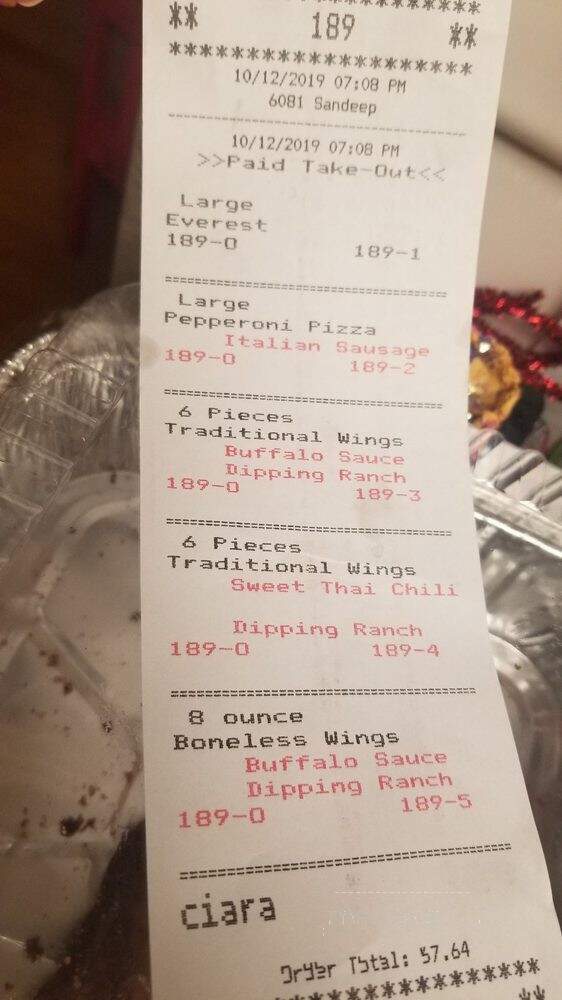 *******************
** 189 **
*******************
10/12/2019 07:08 PM
6081 Sandeep
10/12/2019 07:08 PM
>>Paid Take-Out<<
Large
Everest
189-0 189-1
Large
Pepperoni Pizza
Italian Sausage
189-0 189-2
6 Pieces
Traditional Wings
Buffalo Sauce
Dipping Ranch
189-0 189-3
6 Pieces
Traditional Wings
Sweet Thai Chili
Dipping Ranch
189-0 189-4
8 ounce
Boneless Wings
Buffalo Sauce
Dipping Ranch
189-0 189-5
ciara
Order Total: 57.64
*******************
**